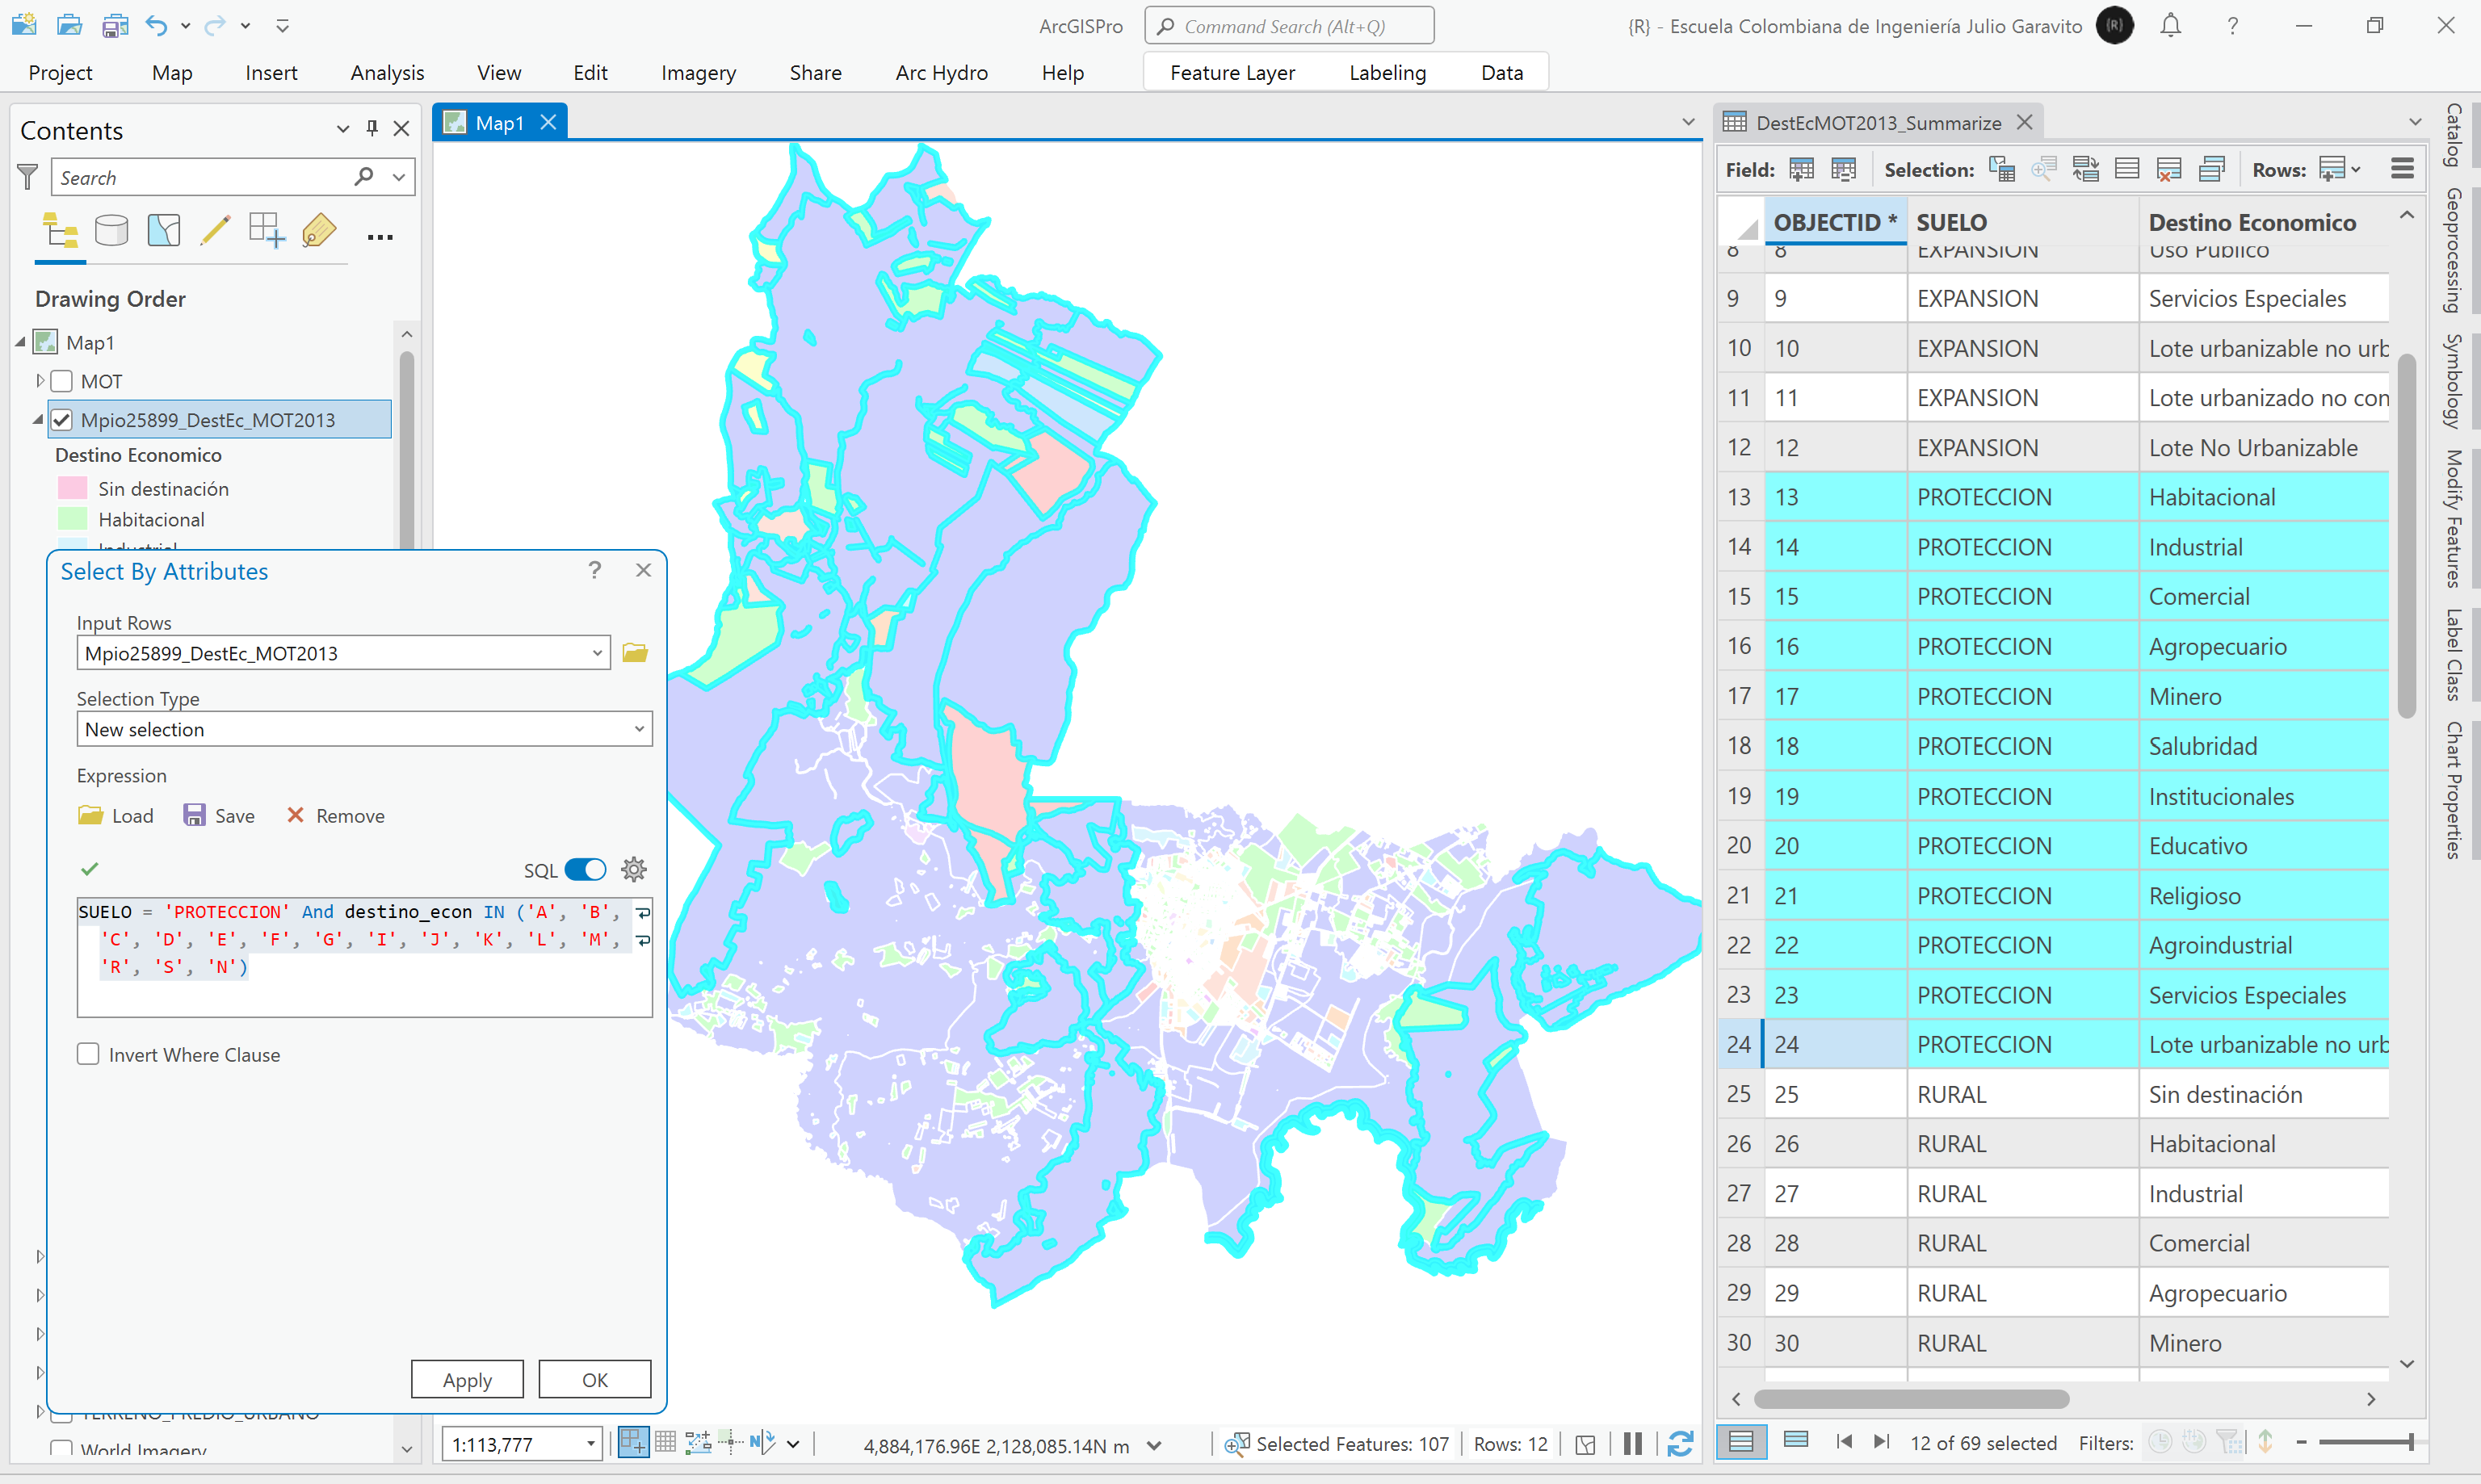 ArcGISPro
Command Search (Alt+Q)
{R} - Escuela Colombiana de Ingeniería Julio Garavito
{R}
?
Project Map Insert Analysis View Edit Imagery Share Arc Hydro Help Feature Layer Labeling Data
Contents
Search
Drawing Order
Map1
MOT
Mpio25899_DestEc_MOT2013
Destino Economico
Sin destinación
Habitacional
Industrial
Select By Attributes
?
Input Rows
Mpio25899_DestEc_MOT2013
Selection Type
New selection
Expression
Load Save Remove
SQL
SUELO = 'PROTECCION' And destino_econ IN ('A', 'B',
'C', 'D', 'E', 'F', 'G', 'I', 'J', 'K', 'L', 'M',
'R', 'S', 'N')
Invert Where Clause
Apply OK
TERRENO_PREDIO_URBANO
World Imagery
Map1
1:113,777
4,884,176.96E 2,128,085.14N m
Selected Features: 107
Rows: 12
DestEcMOT2013_Summarize
Field: Selection: Rows:
OBJECTID * SUELO Destino Economico
8 8 EXPANSION Uso Público
9 9 EXPANSION Servicios Especiales
10 10 EXPANSION Lote urbanizable no urb
11 11 EXPANSION Lote urbanizado no con
12 12 EXPANSION Lote No Urbanizable
13 13 PROTECCION Habitacional
14 14 PROTECCION Industrial
15 15 PROTECCION Comercial
16 16 PROTECCION Agropecuario
17 17 PROTECCION Minero
18 18 PROTECCION Salubridad
19 19 PROTECCION Institucionales
20 20 PROTECCION Educativo
21 21 PROTECCION Religioso
22 22 PROTECCION Agroindustrial
23 23 PROTECCION Servicios Especiales
24 24 PROTECCION Lote urbanizable no urb
25 25 RURAL Sin destinación
26 26 RURAL Habitacional
27 27 RURAL Industrial
28 28 RURAL Comercial
29 29 RURAL Agropecuario
30 30 RURAL Minero
12 of 69 selected
Filters:
Catalog
Geoprocessing
Symbology
Modify Features
Label Class
Chart Properties